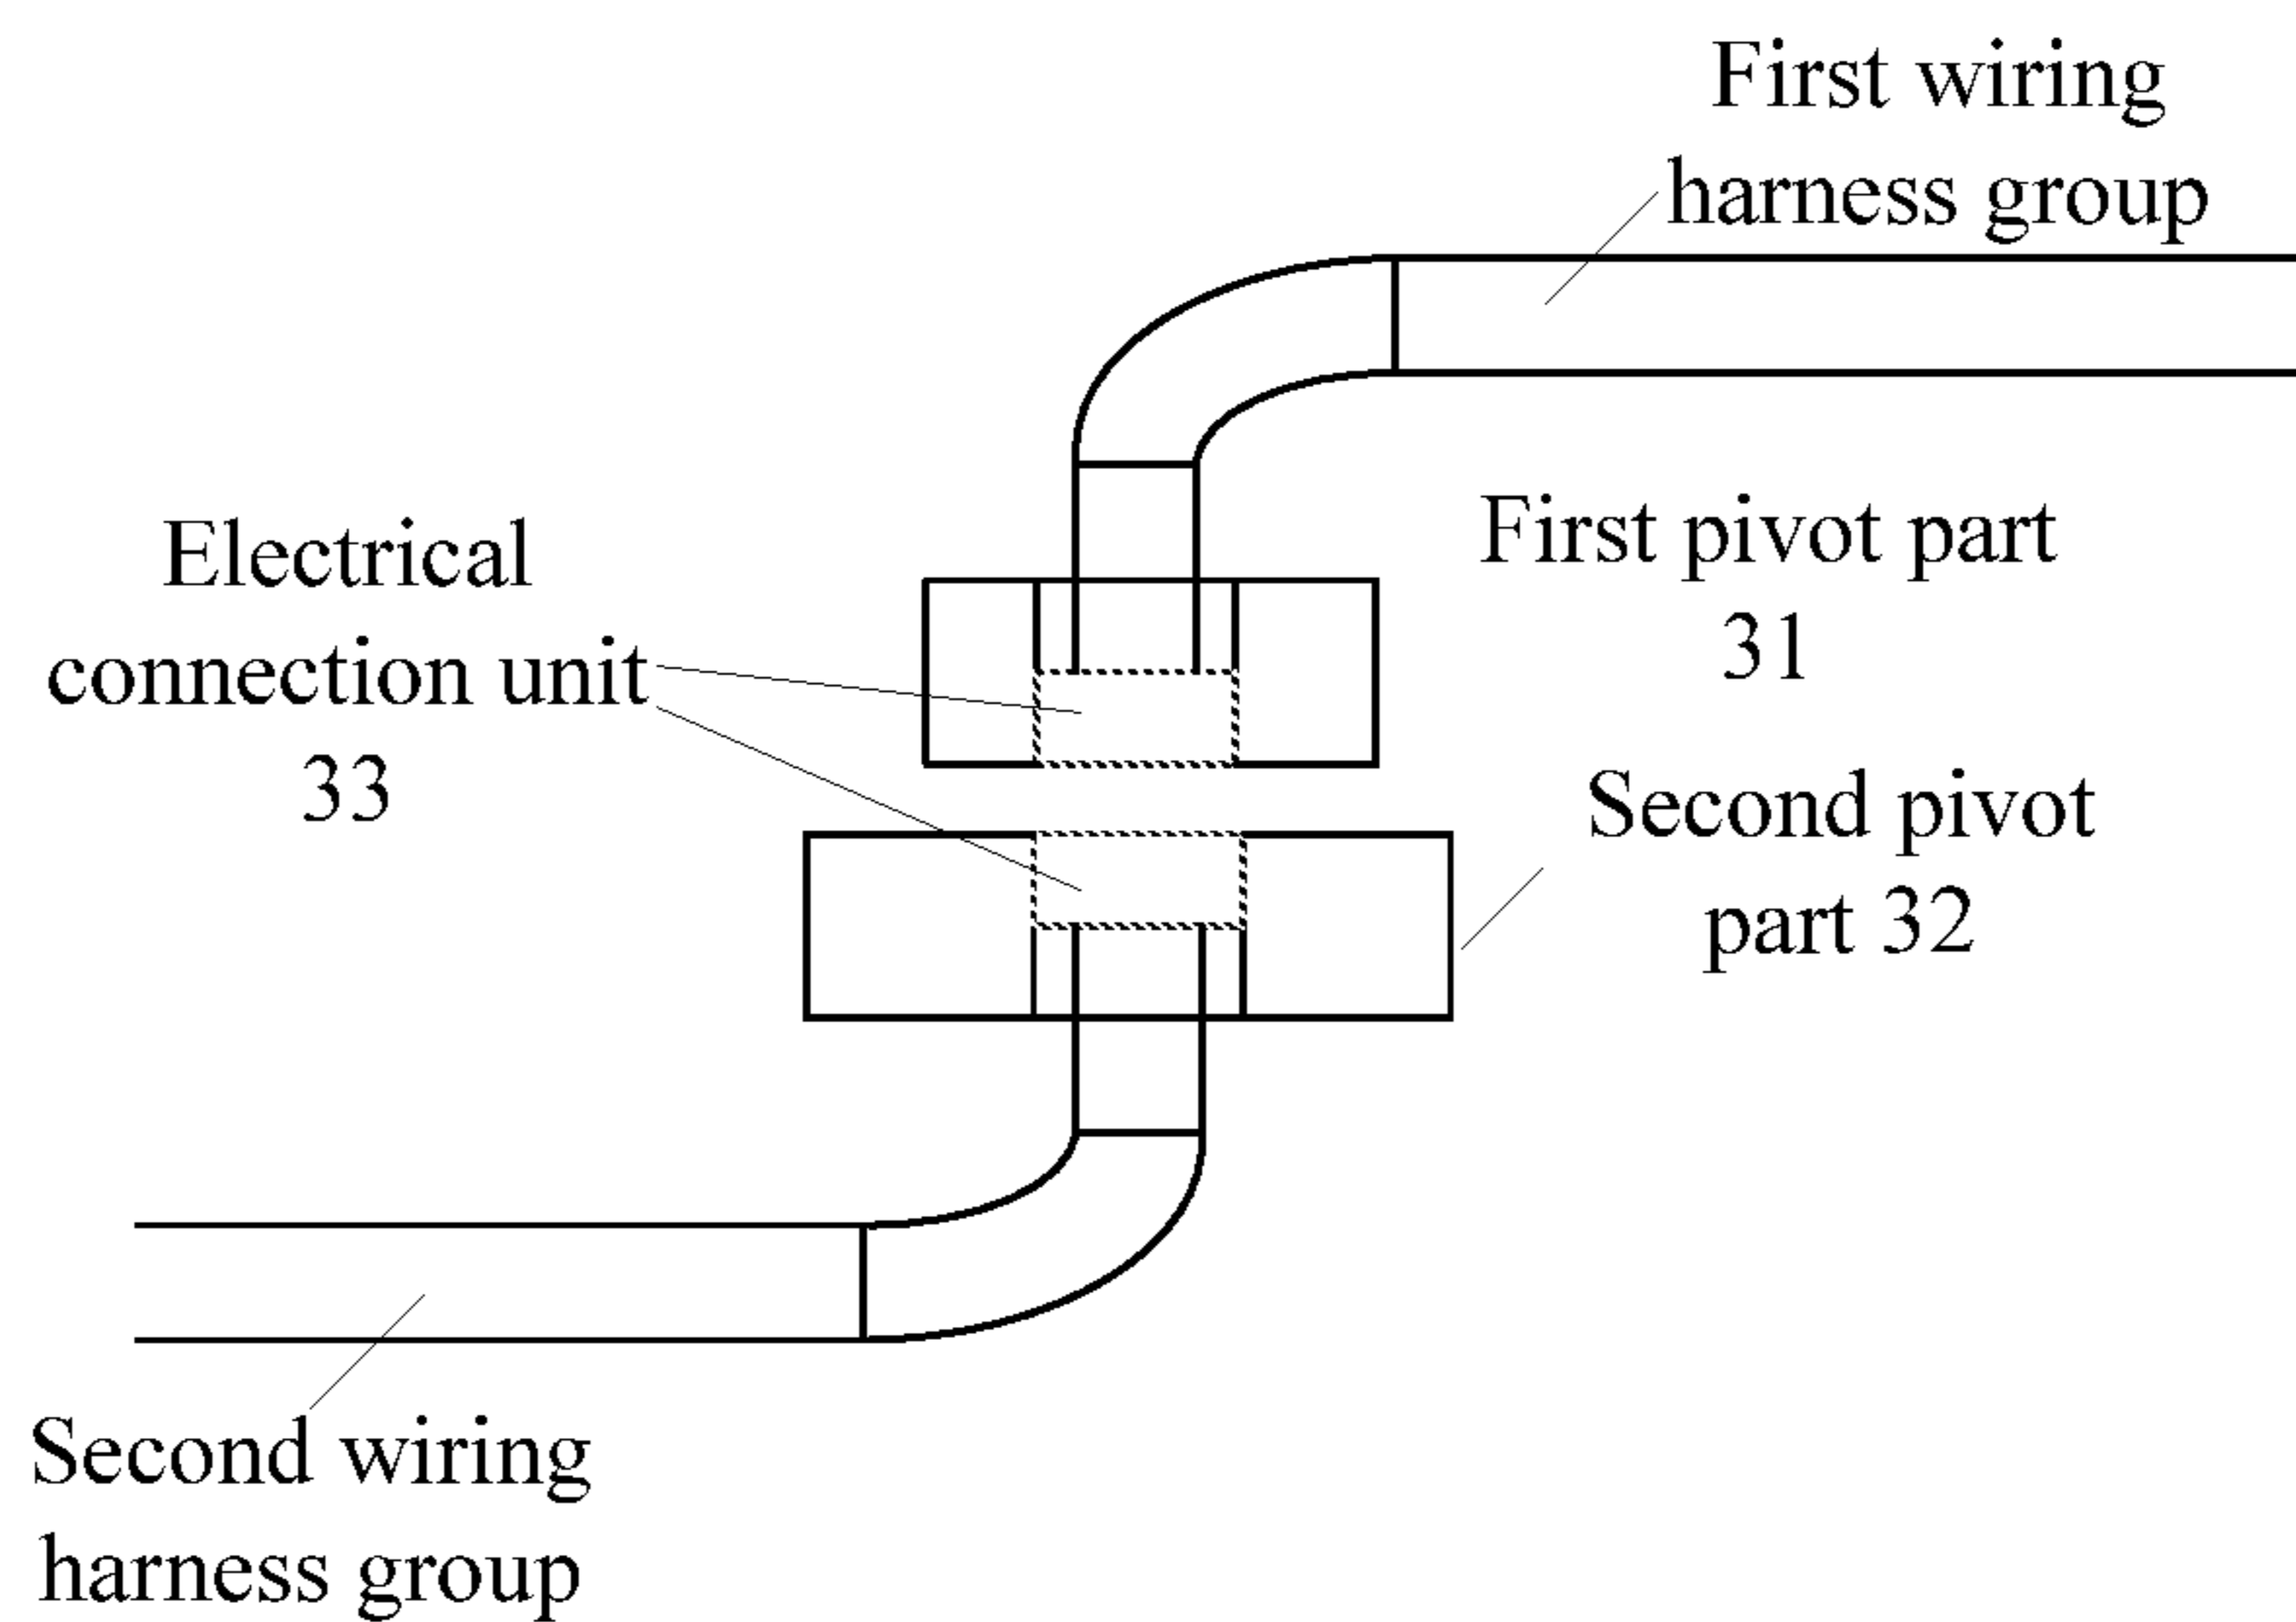 First wiring
harness group
Electrical
connection unit
33
First pivot part
31
Second pivot
part 32
Second wiring
harness group